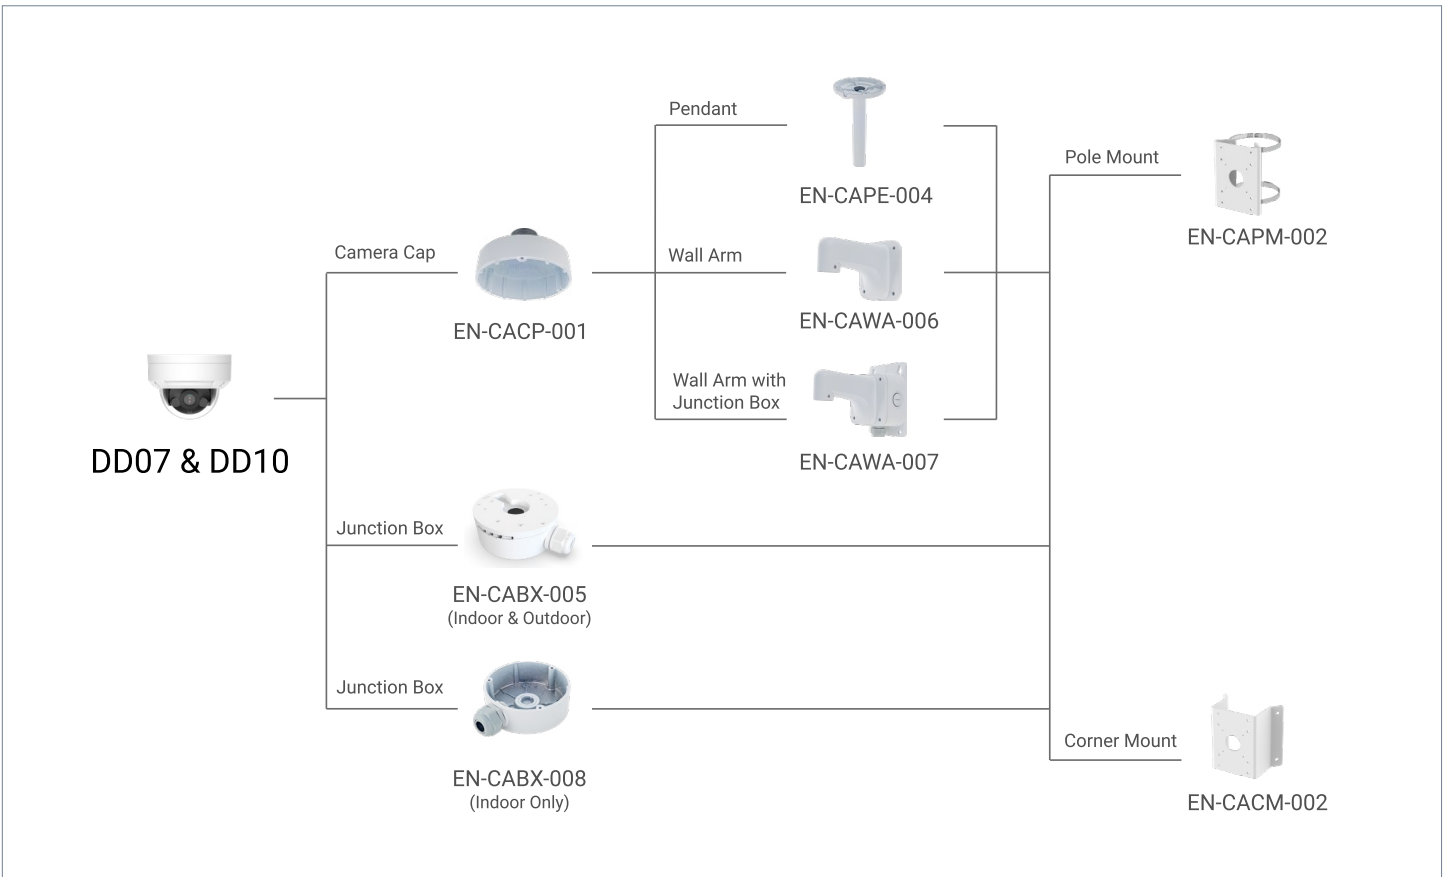 Pendant
EN-CAPE-004
Pole Mount
EN-CAPM-002
Camera Cap
EN-CACP-001
Wall Arm
EN-CAWA-006
Wall Arm with
Junction Box
EN-CAWA-007
DD07 & DD10
Junction Box
EN-CABX-005
(Indoor & Outdoor)
Junction Box
EN-CABX-008
(Indoor Only)
Corner Mount
EN-CACM-002